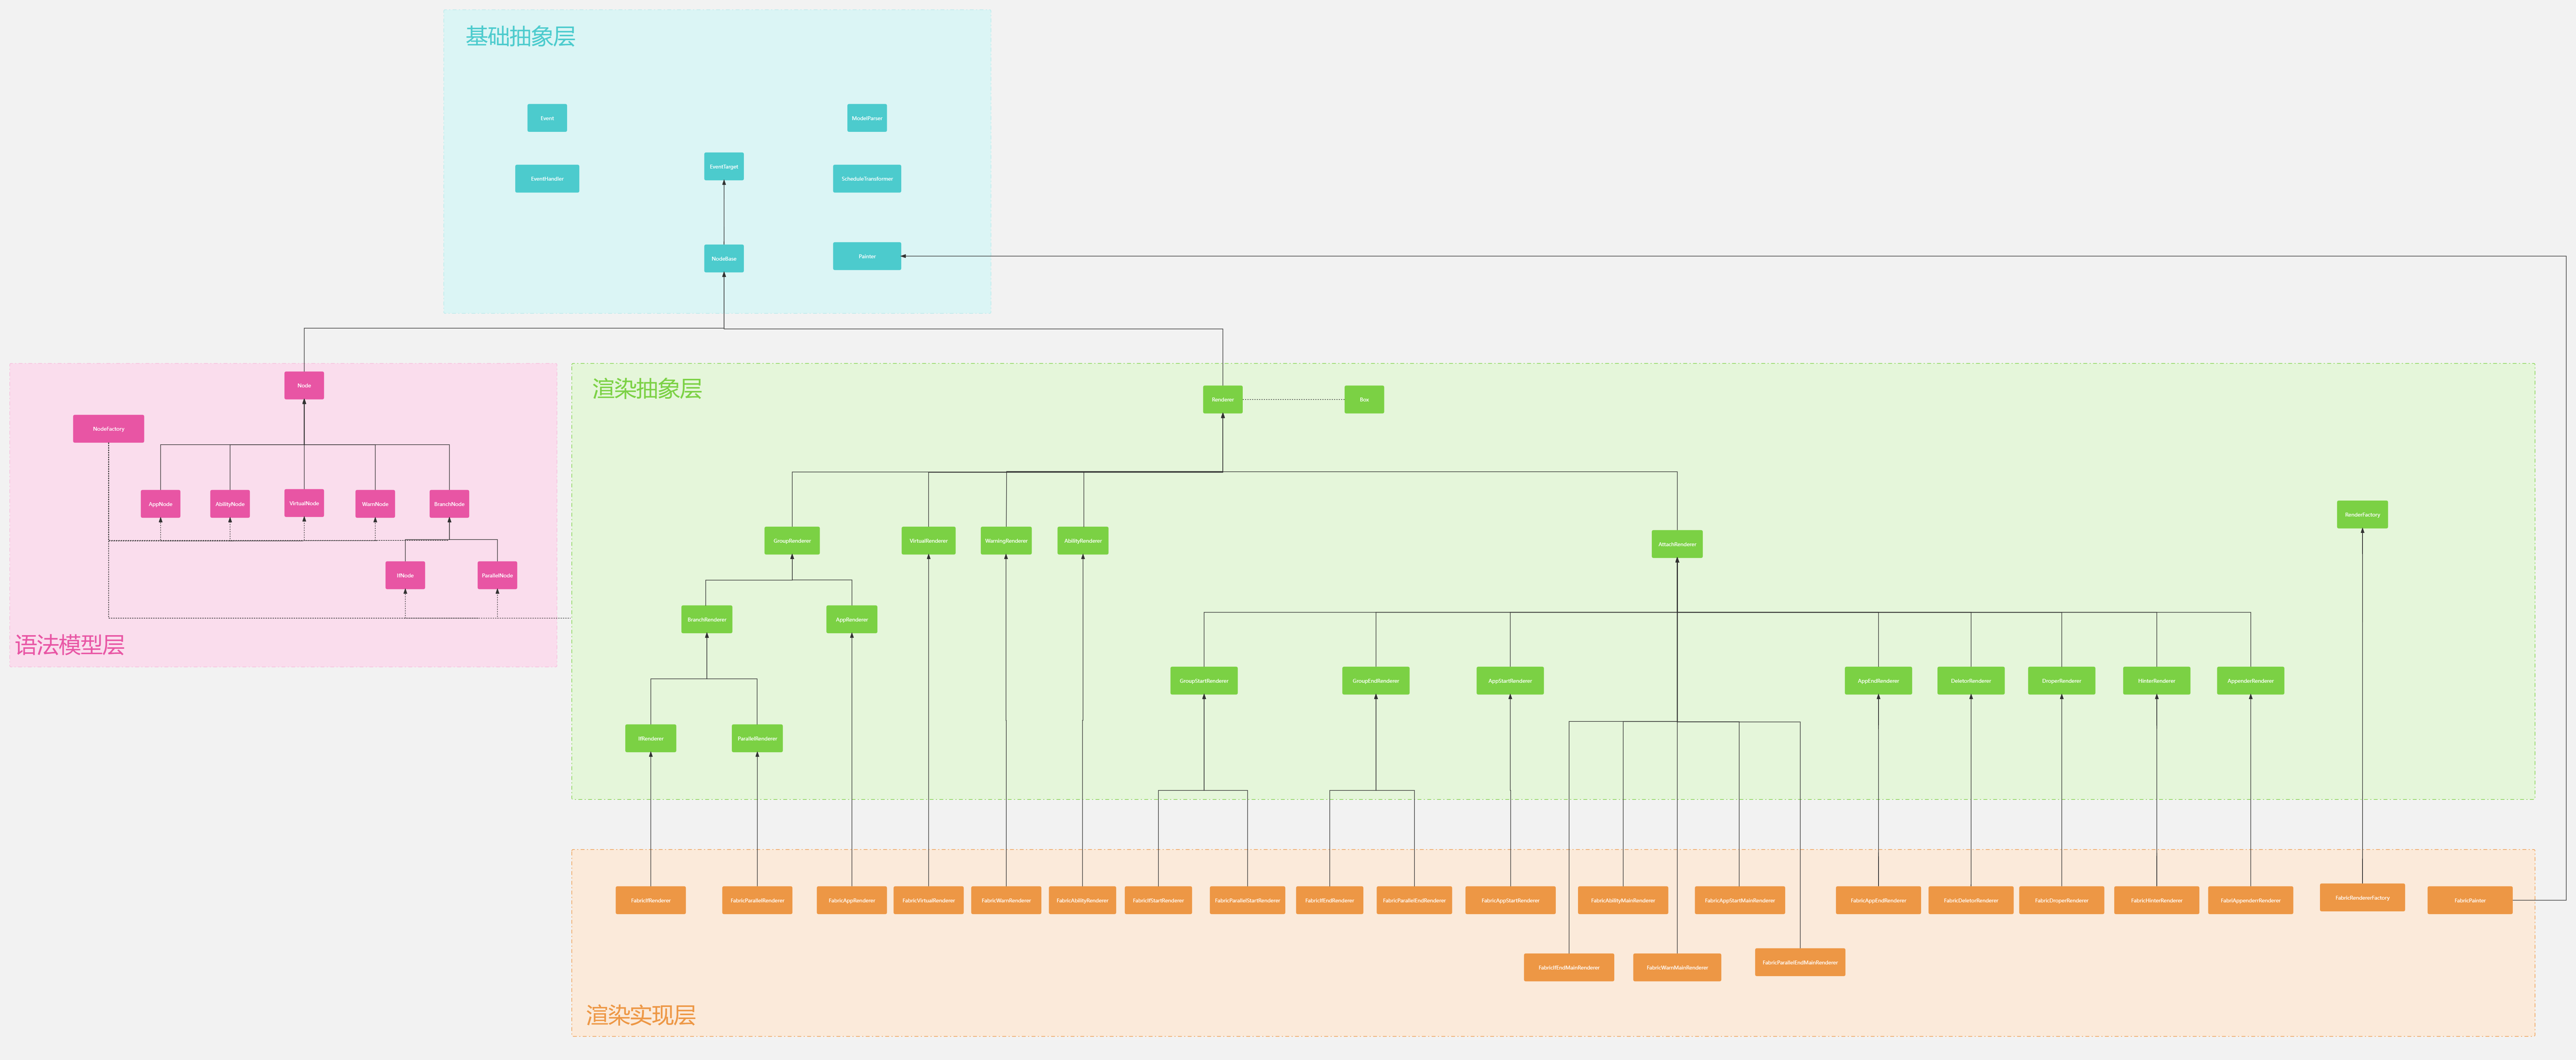 基础抽象层
Event
ModelParser
EventTarget
EventHandler
ScheduleTransformer
NodeBase
Painter
Node
NodeFactory
AppNode
AbilityNode
VirtualNode
WarnNode
BranchNode
IfNode
ParallelNode
语法模型层
渲染抽象层
Renderer
Box
RenderFactory
GroupRenderer
VirtualRenderer
WarningRenderer
AbilityRenderer
AttachRenderer
BranchRenderer
AppRenderer
GroupStartRenderer
GroupEndRenderer
AppStartRenderer
AppEndRenderer
DeletorRenderer
DroperRenderer
HinterRenderer
AppenderRenderer
IfRenderer
ParallelRenderer
FabricIfRenderer
FabricParallelRenderer
FabricAppRenderer
FabricVirtualRenderer
FabricWarnRenderer
FabricAbilityRenderer
FabricIfStartRenderer
FabricParallelStartRenderer
FabricIfEndRenderer
FabricParallelEndRenderer
FabricAppStartRenderer
FabricAbilityMainRenderer
FabricAppStartMainRenderer
FabricAppEndRenderer
FabricDeletorRenderer
FabricDroperRenderer
FabricHinterRenderer
FabriAppenderrRenderer
FabricRendererFactory
FabricPainter
FabricIfEndMainRenderer
FabricWarnMainRenderer
FabricParallelEndMainRenderer
渲染实现层